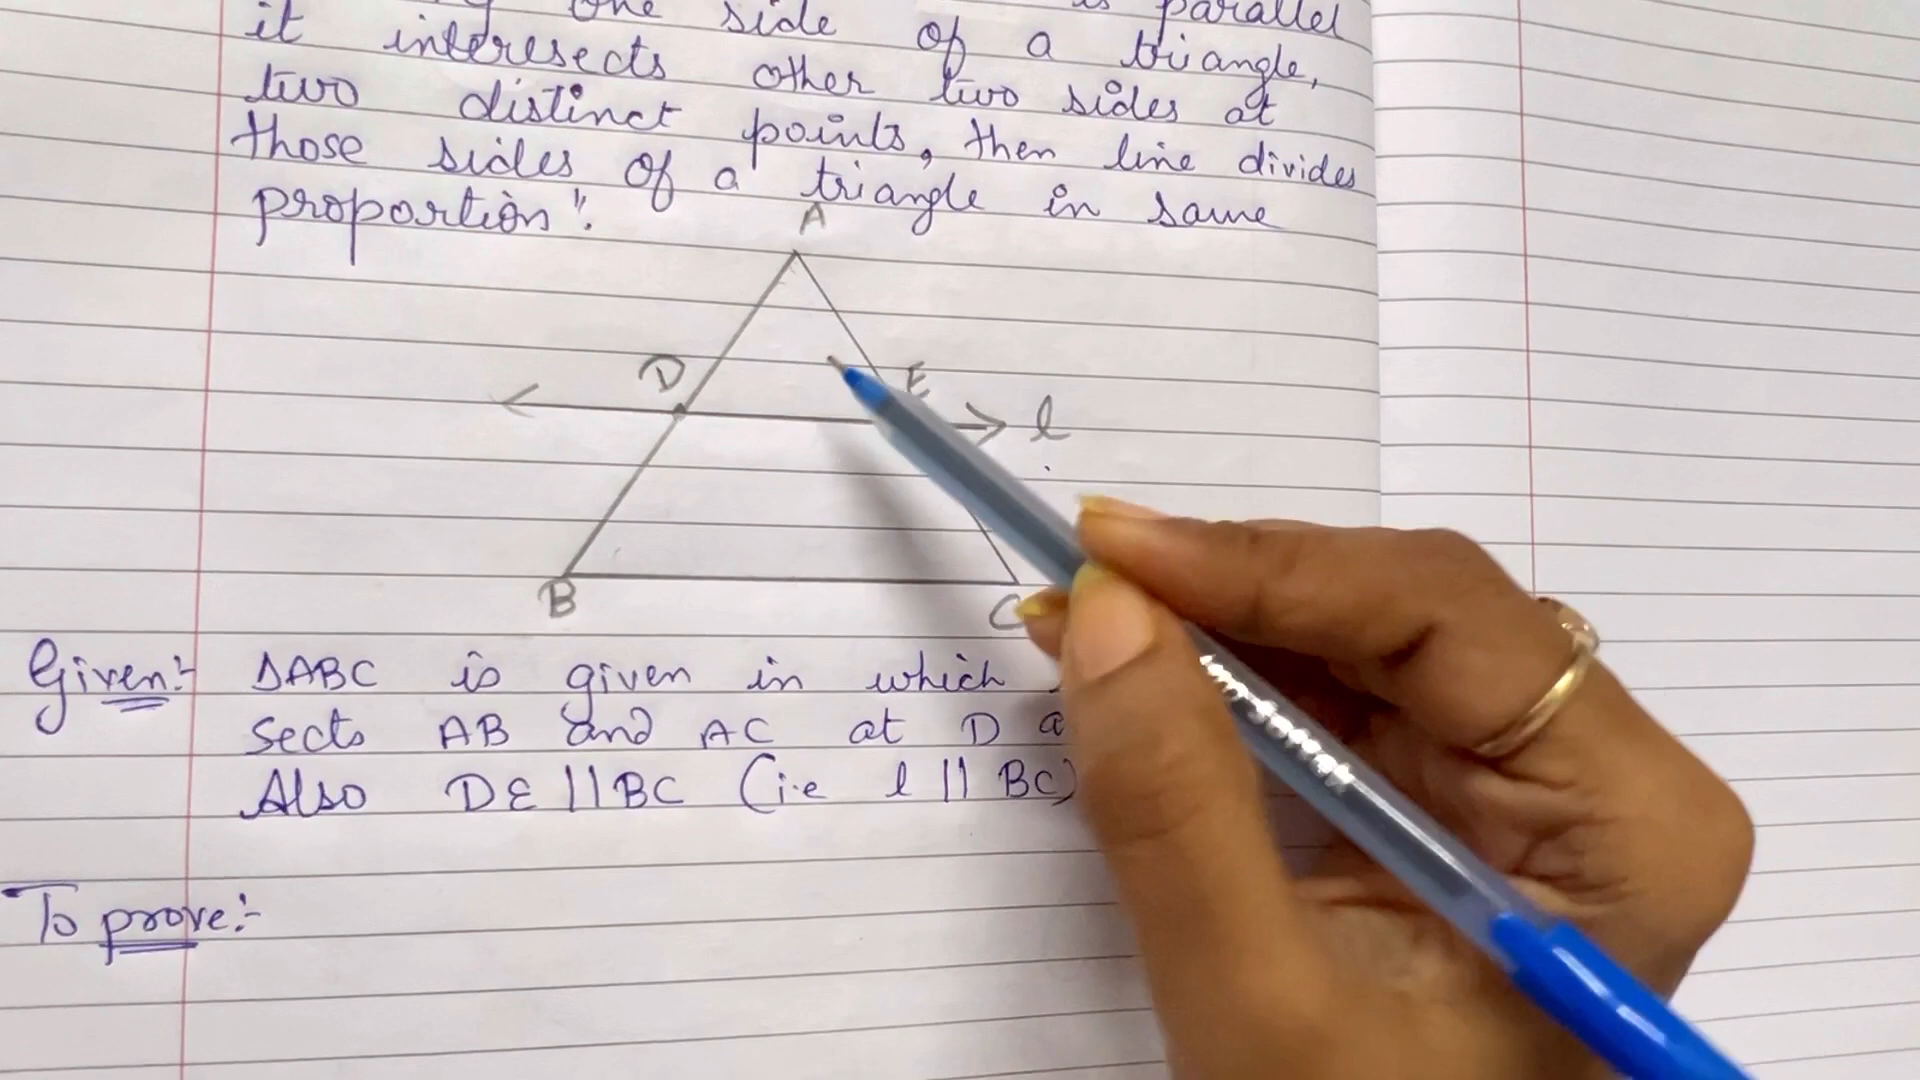 one side is parallel
it interesects of a triangle,
two distinct other two sides at
those sides of a points, then line divides
proportion". triangle in same
A
D
E
l
B
C
Given:- ΔABC is given in which
sects AB and AC at D a
Also DE || BC (i.e l || BC)
To prove:-